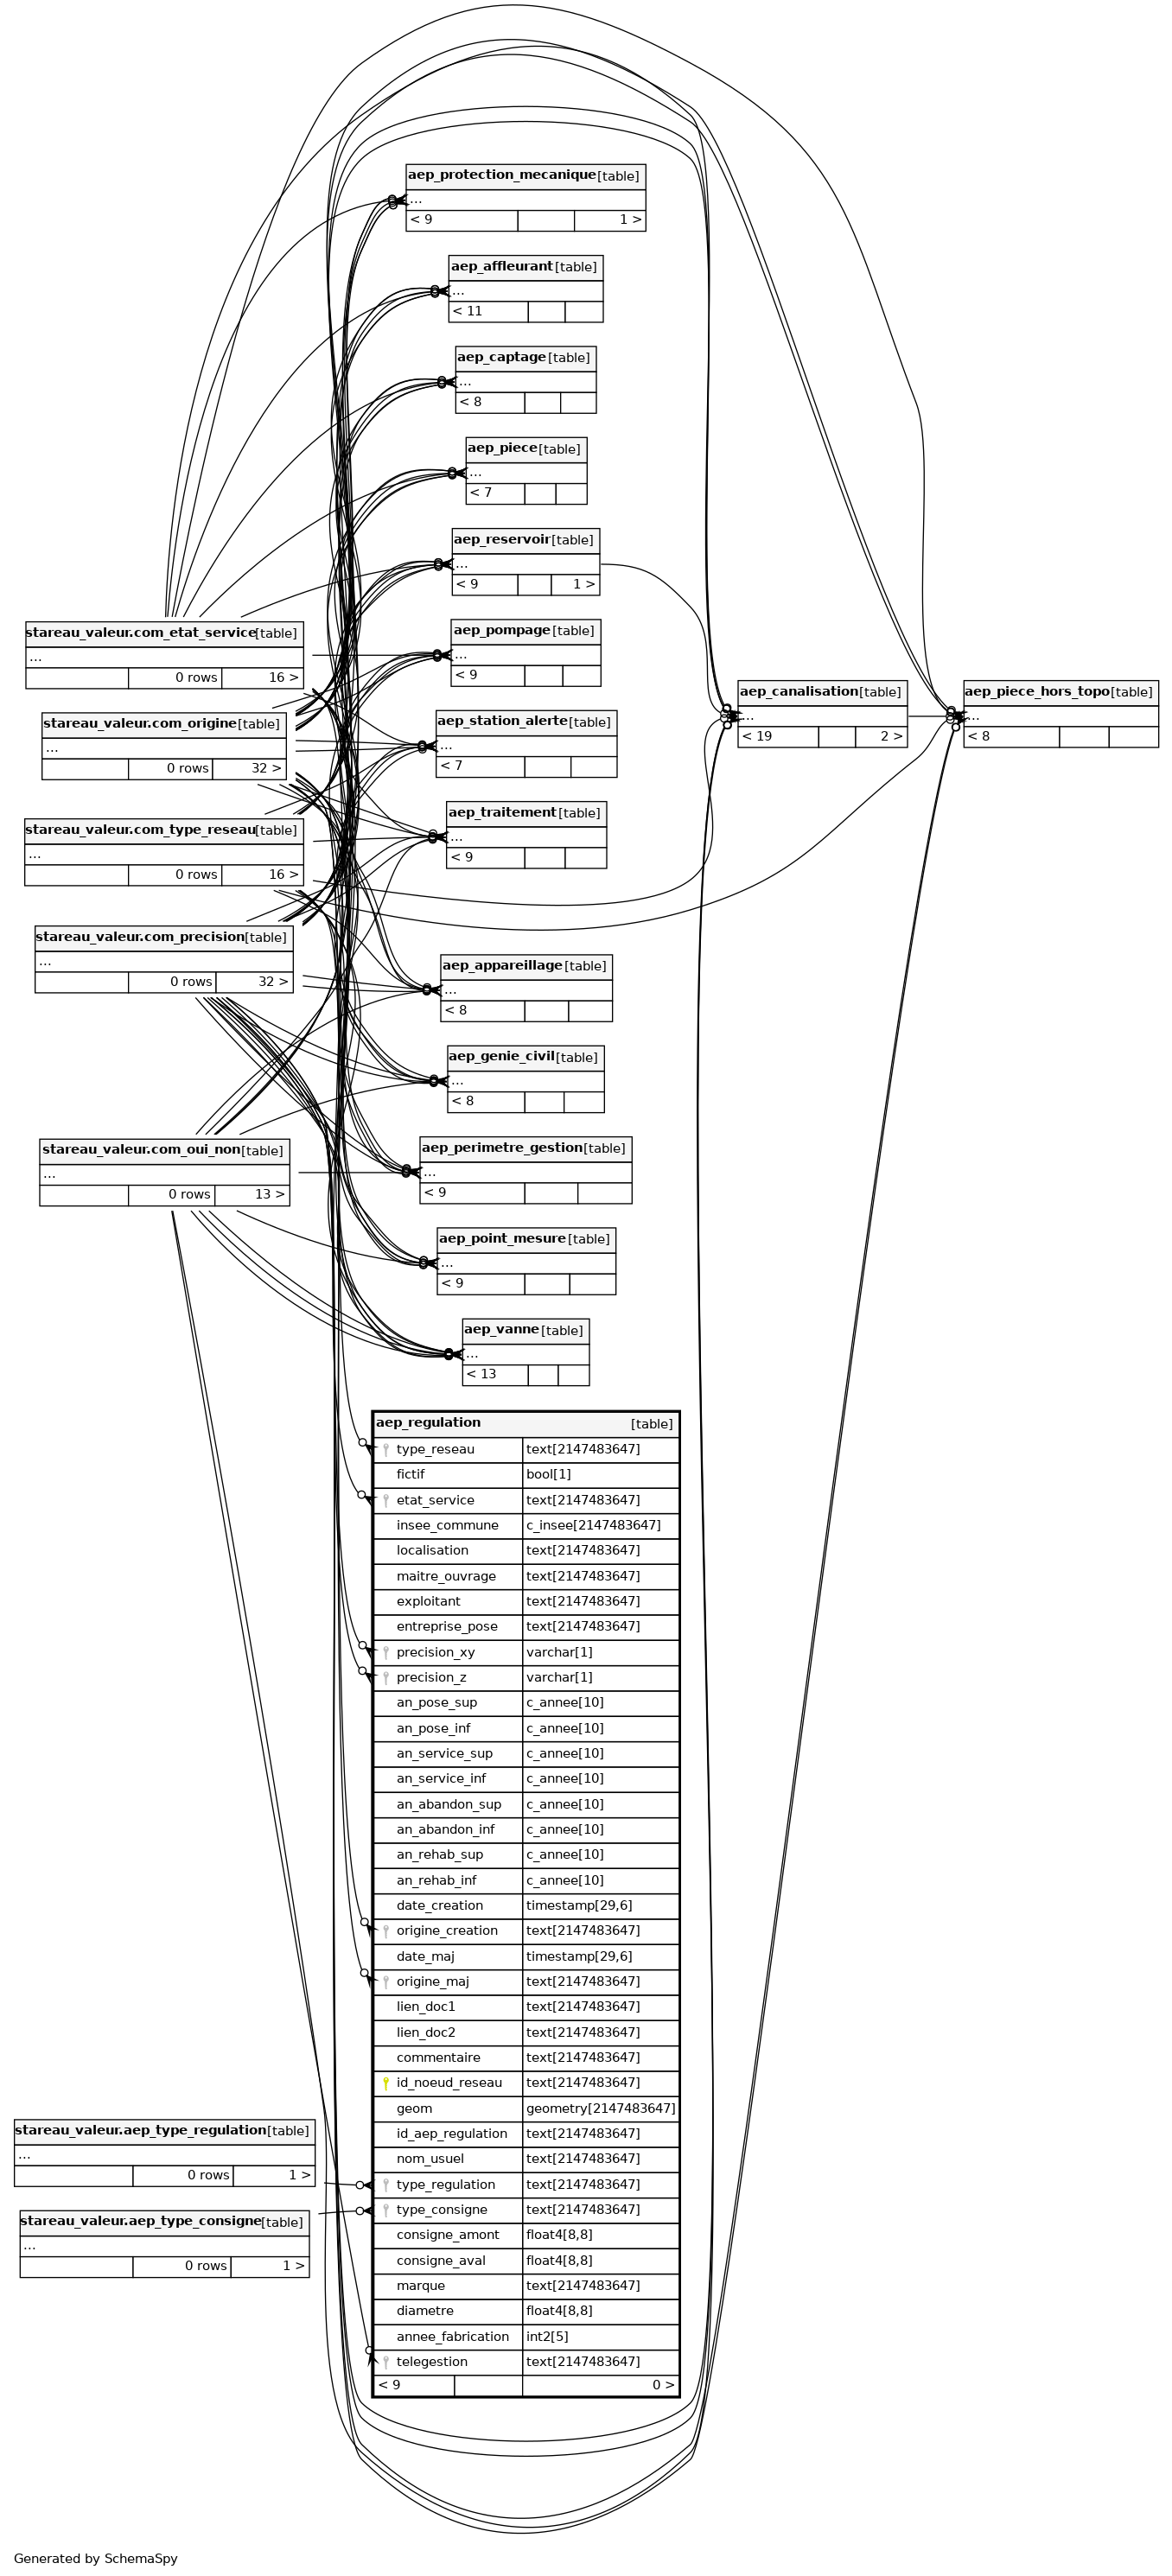 aep_protection_mecanique [table]
...
< 9 1 >
aep_affleurant [table]
...
< 11
aep_captage [table]
...
< 8
aep_piece [table]
...
< 7
aep_reservoir [table]
...
< 9 1 >
stareau_valeur.com_etat_service [table]
...
0 rows 16 >
aep_pompage [table]
...
< 9
stareau_valeur.com_origine [table]
...
0 rows 32 >
aep_station_alerte [table]
...
< 7
aep_canalisation [table]
...
< 19 2 >
aep_piece_hors_topo [table]
...
< 8
stareau_valeur.com_type_reseau [table]
...
0 rows 16 >
aep_traitement [table]
...
< 9
stareau_valeur.com_precision [table]
...
0 rows 32 >
aep_appareillage [table]
...
< 8
aep_genie_civil [table]
...
< 8
stareau_valeur.com_oui_non [table]
...
0 rows 13 >
aep_perimetre_gestion [table]
...
< 9
aep_point_mesure [table]
...
< 9
aep_vanne [table]
...
< 13
aep_regulation [table]
type_reseau text[2147483647]
fictif bool[1]
etat_service text[2147483647]
insee_commune c_insee[2147483647]
localisation text[2147483647]
maitre_ouvrage text[2147483647]
exploitant text[2147483647]
entreprise_pose text[2147483647]
precision_xy varchar[1]
precision_z varchar[1]
an_pose_sup c_annee[10]
an_pose_inf c_annee[10]
an_service_sup c_annee[10]
an_service_inf c_annee[10]
an_abandon_sup c_annee[10]
an_abandon_inf c_annee[10]
an_rehab_sup c_annee[10]
an_rehab_inf c_annee[10]
date_creation timestamp[29,6]
origine_creation text[2147483647]
date_maj timestamp[29,6]
origine_maj text[2147483647]
lien_doc1 text[2147483647]
lien_doc2 text[2147483647]
commentaire text[2147483647]
id_noeud_reseau text[2147483647]
geom geometry[2147483647]
id_aep_regulation text[2147483647]
nom_usuel text[2147483647]
type_regulation text[2147483647]
type_consigne text[2147483647]
consigne_amont float4[8,8]
consigne_aval float4[8,8]
marque text[2147483647]
diametre float4[8,8]
annee_fabrication int2[5]
telegestion text[2147483647]
< 9 0 >
stareau_valeur.aep_type_regulation [table]
...
0 rows 1 >
stareau_valeur.aep_type_consigne [table]
...
0 rows 1 >
Generated by SchemaSpy